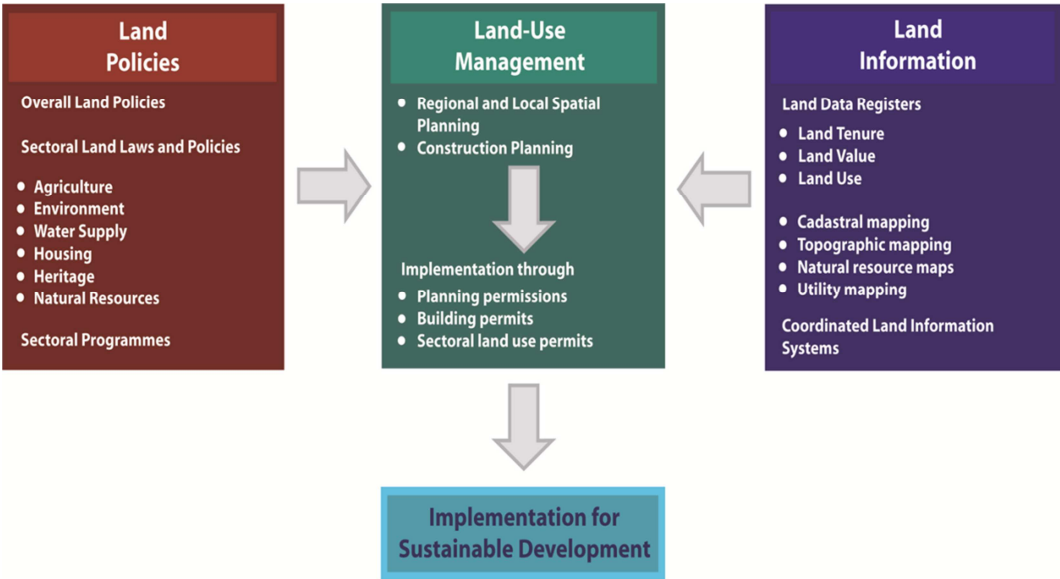 Land
Policies
Overall Land Policies
Sectoral Land Laws and Policies
• Agriculture
• Environment
• Water Supply
• Housing
• Heritage
• Natural Resources
Sectoral Programmes
Land-Use
Management
• Regional and Local Spatial
Planning
• Construction Planning
Implementation through
• Planning permissions
• Building permits
• Sectoral land use permits
Land
Information
Land Data Registers
• Land Tenure
• Land Value
• Land Use
• Cadastral mapping
• Topographic mapping
• Natural resource maps
• Utility mapping
Coordinated Land Information
Systems
Implementation for
Sustainable Development